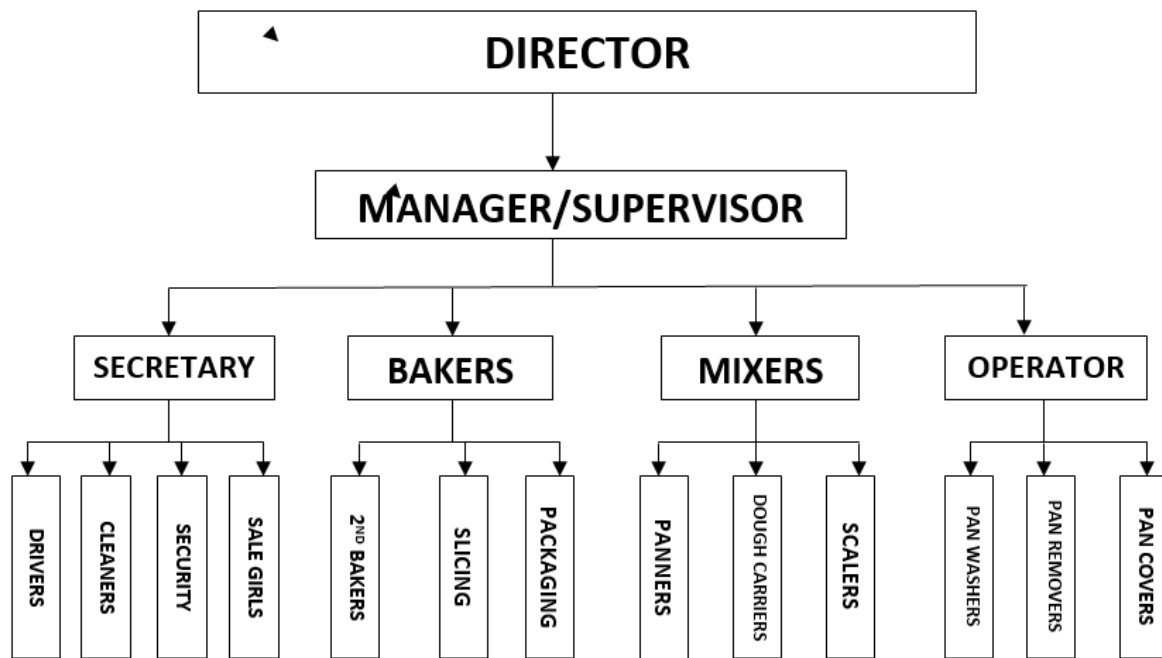 DIRECTOR
MANAGER/SUPERVISOR
SECRETARY
BAKERS
MIXERS
OPERATOR
DRIVERS
CLEANERS
SECURITY
SALE GIRLS
2ND BAKERS
SLICING
PACKAGING
PANNERS
DOUGH CARRIERS
SCALERS
PAN WASHERS
PAN REMOVERS
PAN COVERS